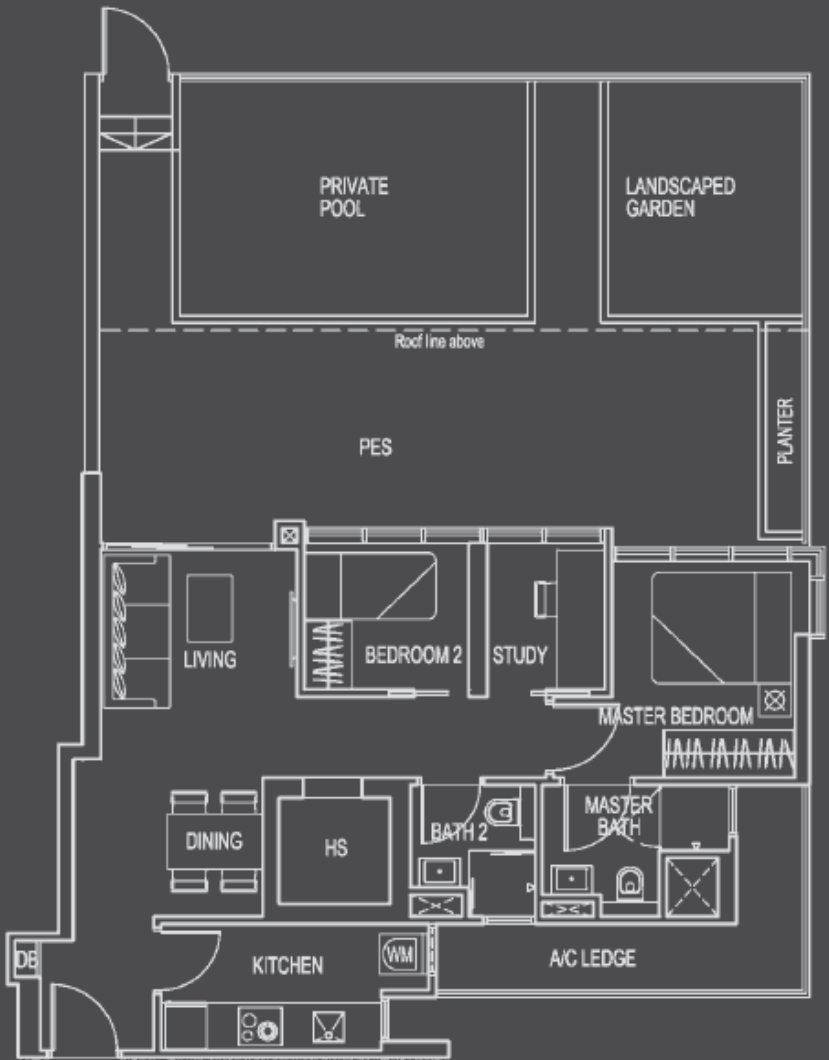 PRIVATE
POOL
LANDSCAPED
GARDEN
Roof line above
PLANTER
PES
LIVING
BEDROOM 2
STUDY
MASTER BEDROOM
DINING
HS
BATH 2
MASTER
BATH
DB
KITCHEN
WM
A/C LEDGE